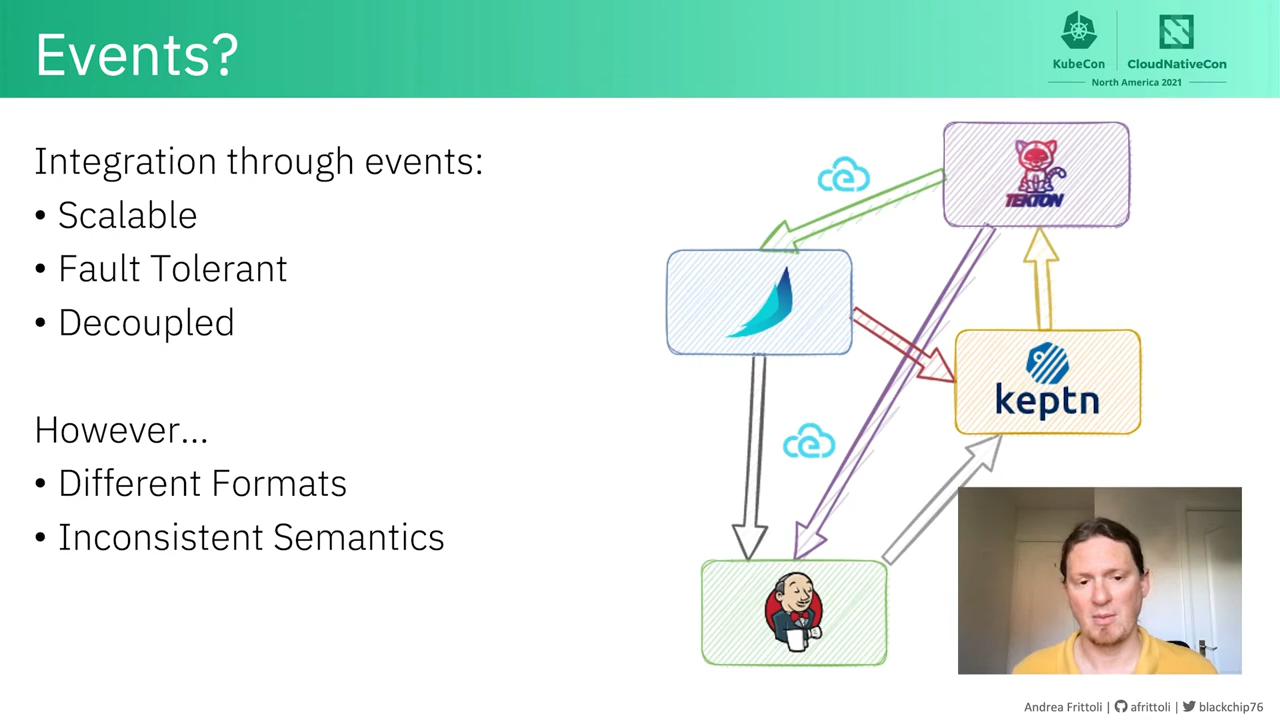 Events?
KubeCon
CloudNativeCon
North America 2021
Integration through events:
• Scalable
• Fault Tolerant
• Decoupled
However...
• Different Formats
• Inconsistent Semantics
TEKTON
keptn
Andrea Frittoli | afrittoli | blackchip76